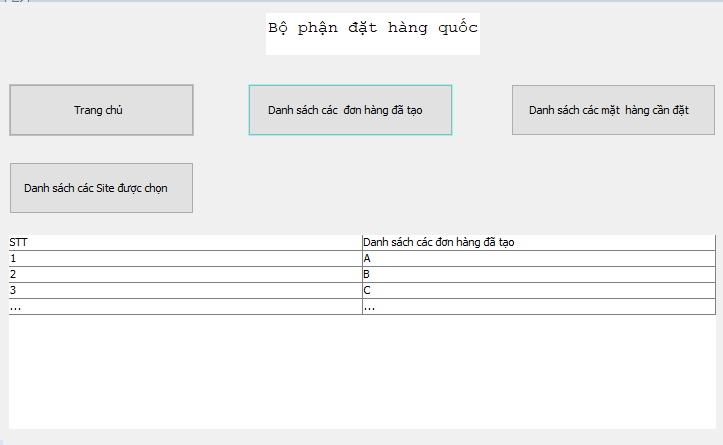 Bộ phận đặt hàng quốc
Trang chủ
Danh sách các đơn hàng đã tạo
Danh sách các mặt hàng cần đặt
Danh sách các Site được chọn
STT Danh sách các đơn hàng đã tạo
1 A
2 B
3 C
... ...